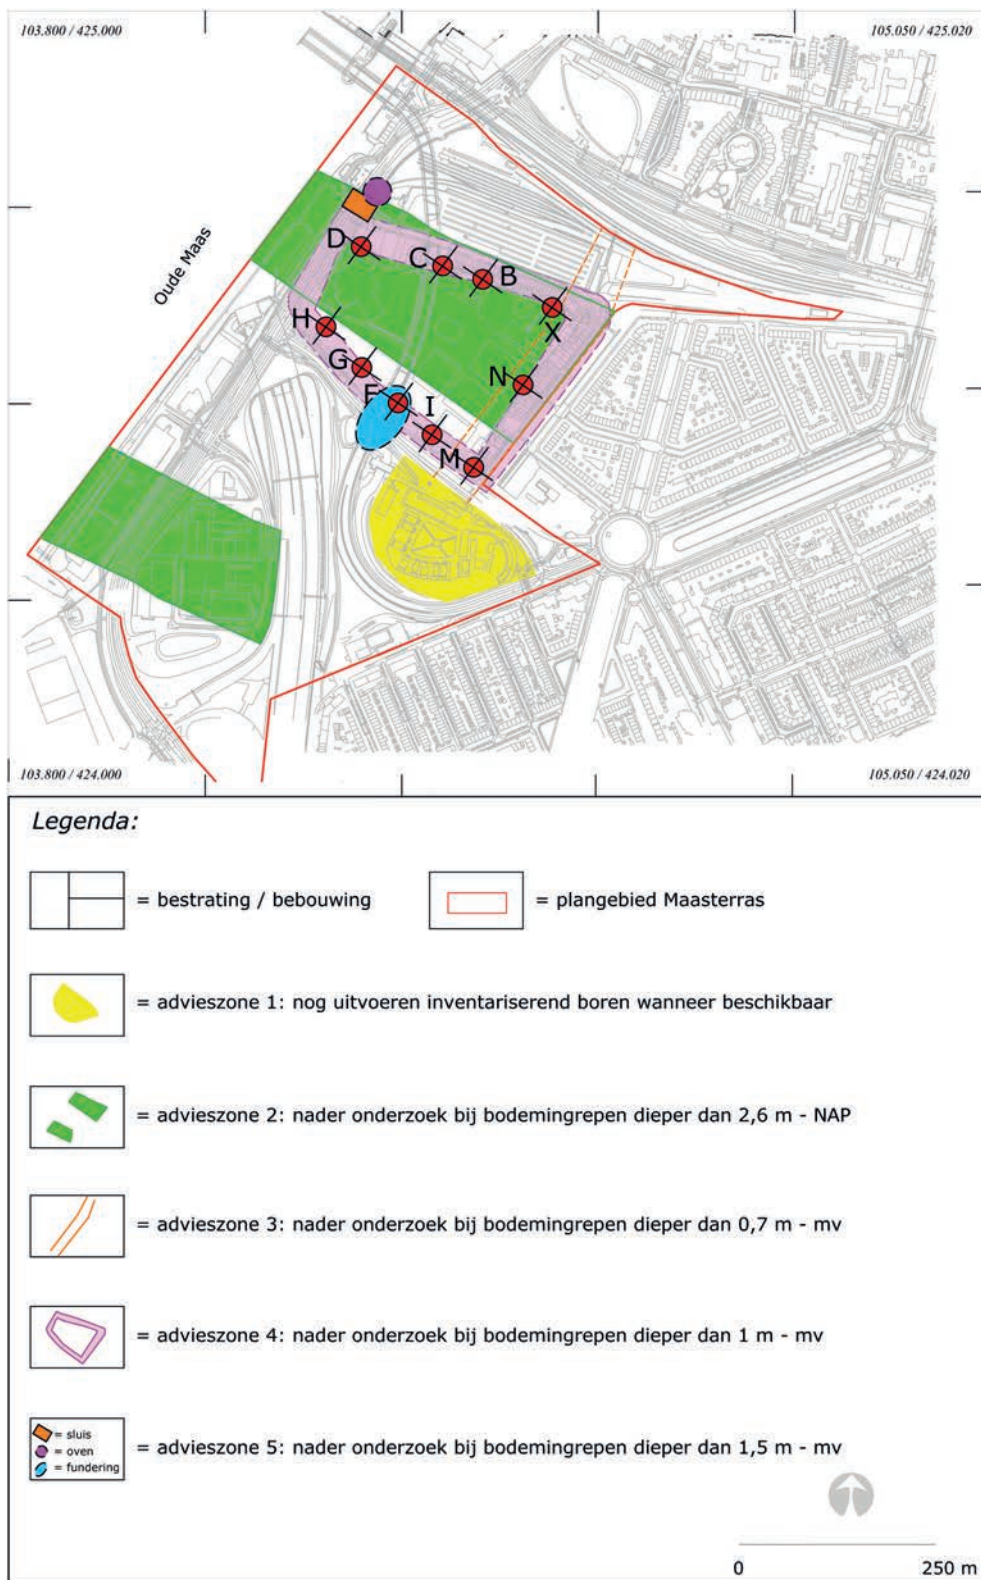 103.800 / 425.000
105.050 / 425.020
Oude Maas
D
C
B
X
H
G
N
F
I
M
103.800 / 424.000
105.050 / 424.020
Legenda:
= bestrating / bebouwing
= plangebied Maasterras
= advieszone 1: nog uitvoeren inventariserend boren wanneer beschikbaar
= advieszone 2: nader onderzoek bij bodemingrepen dieper dan 2,6 m - NAP
= advieszone 3: nader onderzoek bij bodemingrepen dieper dan 0,7 m - mv
= advieszone 4: nader onderzoek bij bodemingrepen dieper dan 1 m - mv
= sluis
= oven
= fundering
= advieszone 5: nader onderzoek bij bodemingrepen dieper dan 1,5 m - mv
0
250 m